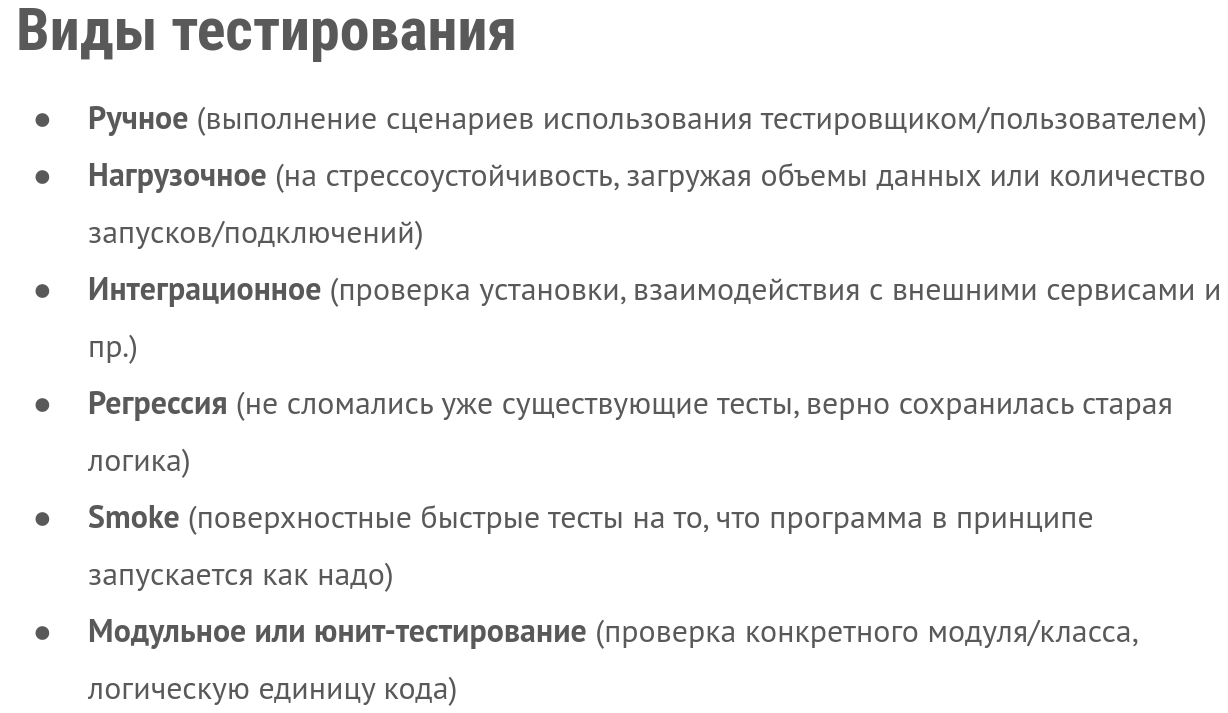 Виды тестирования
● Ручное (выполнение сценариев использования тестировщиком/пользователем)
● Нагрузочное (на стрессоустойчивость, загружая объемы данных или количество
запусков/подключений)
● Интеграционное (проверка установки, взаимодействия с внешними сервисами и
пр.)
● Регрессия (не сломались уже существующие тесты, верно сохранилась старая
логика)
● Smoke (поверхностные быстрые тесты на то, что программа в принципе
запускается как надо)
● Модульное или юнит-тестирование (проверка конкретного модуля/класса,
логическую единицу кода)